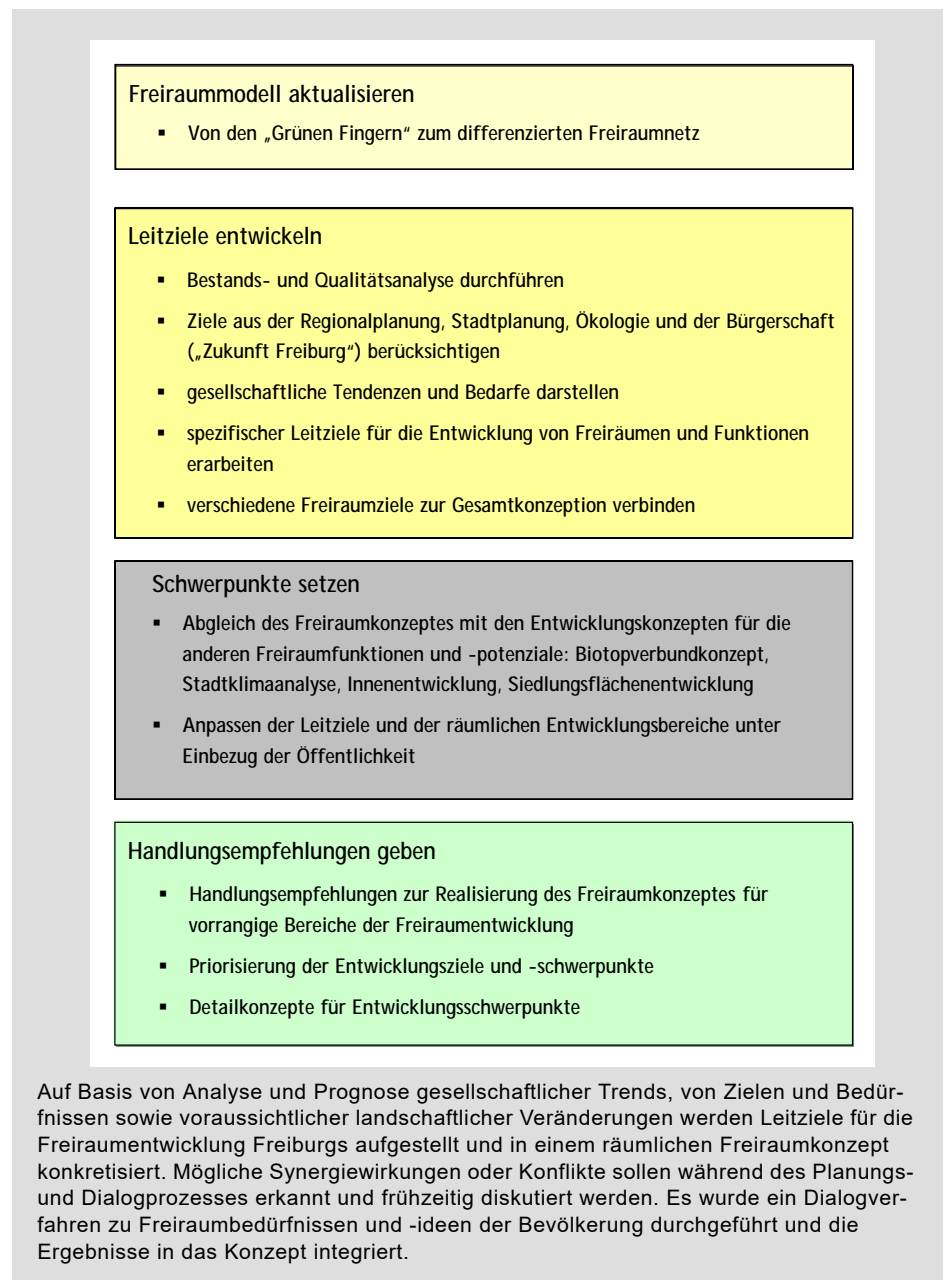 Freiraummodell aktualisieren
▪ Von den „Grünen Fingern“ zum differenzierten Freiraumnetz
Leitziele entwickeln
▪ Bestands- und Qualitätsanalyse durchführen
▪ Ziele aus der Regionalplanung, Stadtplanung, Ökologie und der Bürgerschaft
(„Zukunft Freiburg“) berücksichtigen
▪ gesellschaftliche Tendenzen und Bedarfe darstellen
▪ spezifischer Leitziele für die Entwicklung von Freiräumen und Funktionen
erarbeiten
▪ verschiedene Freiraumziele zur Gesamtkonzeption verbinden
Schwerpunkte setzen
▪ Abgleich des Freiraumkonzeptes mit den Entwicklungskonzepten für die
anderen Freiraumfunktionen und -potenziale: Biotopverbundkonzept,
Stadtklimaanalyse, Innenentwicklung, Siedlungsflächenentwicklung
▪ Anpassen der Leitziele und der räumlichen Entwicklungsbereiche unter
Einbezug der Öffentlichkeit
Handlungsempfehlungen geben
▪ Handlungsempfehlungen zur Realisierung des Freiraumkonzeptes für
vorrangige Bereiche der Freiraumentwicklung
▪ Priorisierung der Entwicklungsziele und -schwerpunkte
▪ Detailkonzepte für Entwicklungsschwerpunkte
Auf Basis von Analyse und Prognose gesellschaftlicher Trends, von Zielen und Bedür-
fnissen sowie voraussichtlicher landschaftlicher Veränderungen werden Leitziele für die
Freiraumentwicklung Freiburgs aufgestellt und in einem räumlichen Freiraumkonzept
konkretisiert. Mögliche Synergiewirkungen oder Konflikte sollen während des Planungs-
und Dialogprozesses erkannt und frühzeitig diskutiert werden. Es wurde ein Dialogver-
fahren zu Freiraumbedürfnissen und -ideen der Bevölkerung durchgeführt und die
Ergebnisse in das Konzept integriert.